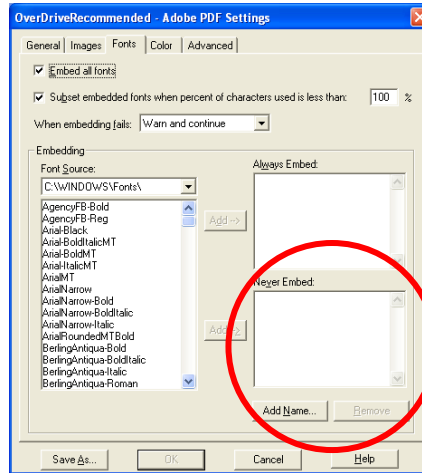 OverDriveRecommended - Adobe PDF Settings
General Images Fonts Color Advanced
Embed all fonts
Subset embedded fonts when percent of characters used is less than: 100 %
When embedding fails: Warn and continue
Embedding
Font Source:
C:\WINDOWS\Fonts\
AgencyFB-Bold
AgencyFB-Reg
Arial-Black
Arial-BoldItalicMT
Arial-BoldMT
Arial-ItalicMT
ArialMT
ArialNarrow
ArialNarrow-Bold
ArialNarrow-BoldItalic
ArialNarrow-Italic
ArialRoundedMTBold
BerlingAntiqua-Bold
BerlingAntiqua-BoldItalic
BerlingAntiqua-Italic
BerlingAntiqua-Roman
Add -->
Add -->
Always Embed:
Never Embed:
Add Name... Remove
Save As... OK Cancel Help